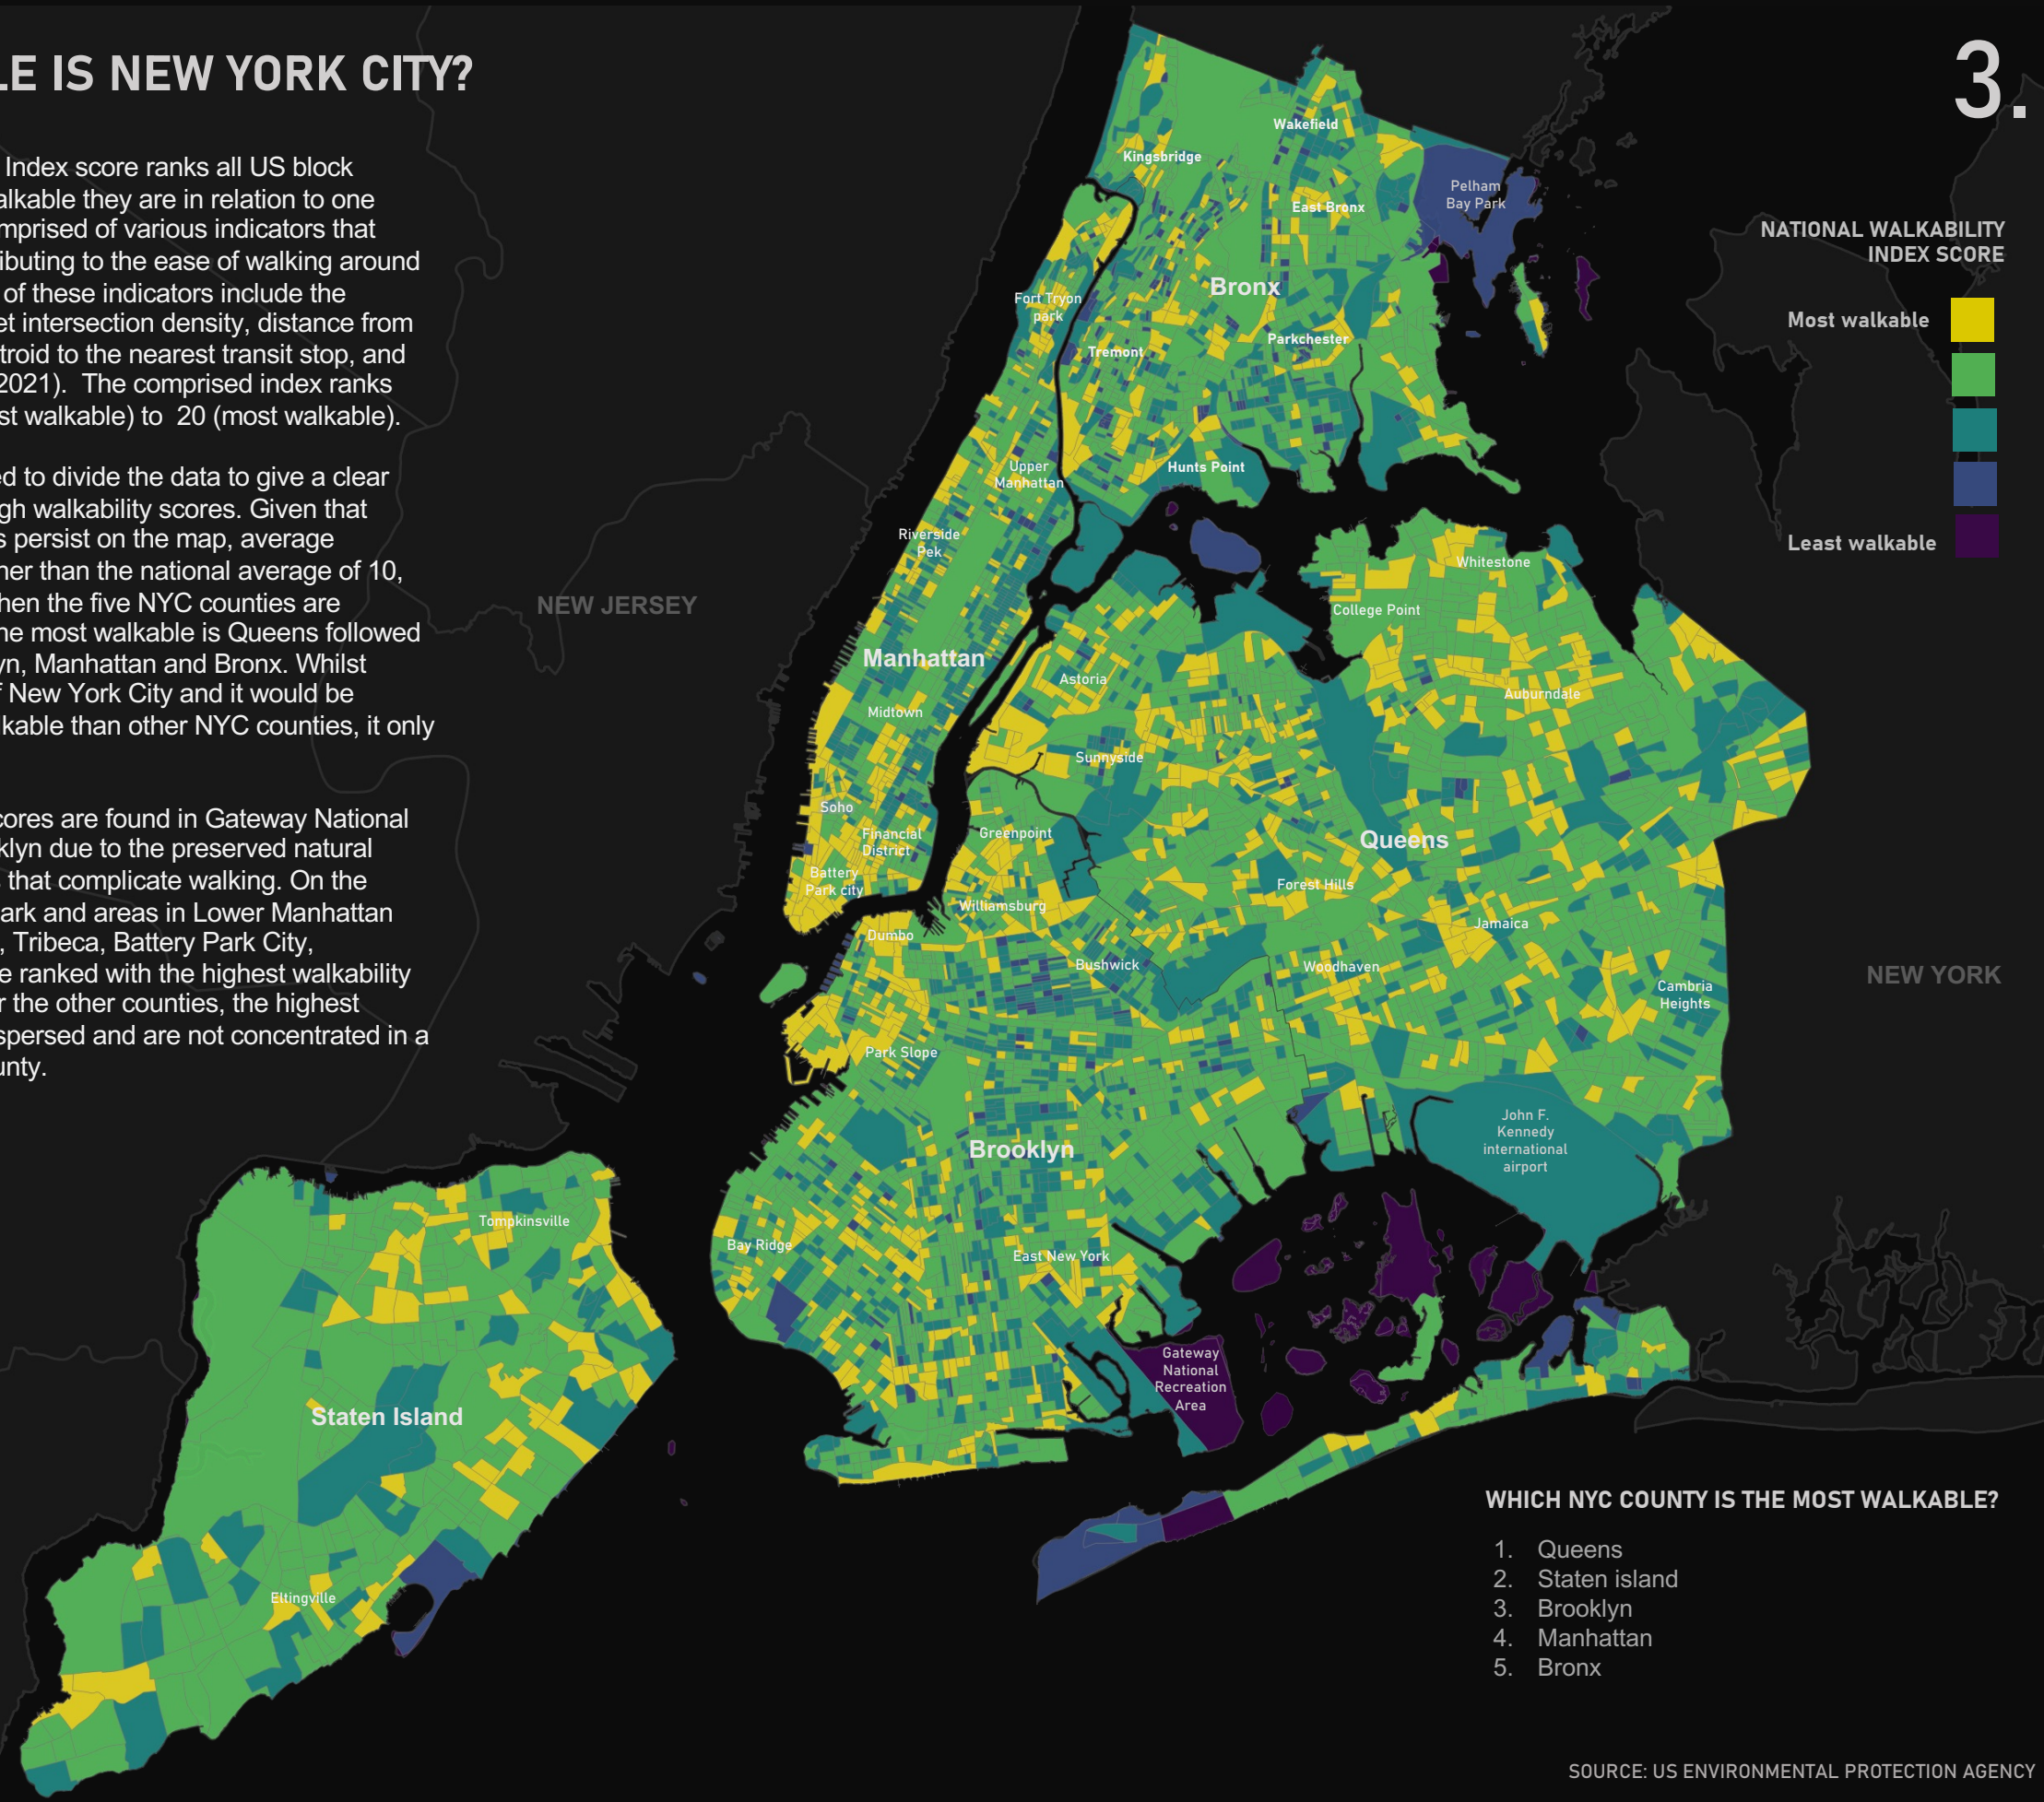 LE IS NEW YORK CITY?
3.
Index score ranks all US block
alkable they are in relation to one
mprised of various indicators that
ibuting to the ease of walking around
of these indicators include the
et intersection density, distance from
troid to the nearest transit stop, and
2021). The comprised index ranks
st walkable) to 20 (most walkable).
ed to divide the data to give a clear
gh walkability scores. Given that
s persist on the map, average
her than the national average of 10,
hen the five NYC counties are
he most walkable is Queens followed
yn, Manhattan and Bronx. Whilst
f New York City and it would be
lkable than other NYC counties, it only
cores are found in Gateway National
klyn due to the preserved natural
s that complicate walking. On the
ark and areas in Lower Manhattan
, Tribeca, Battery Park City,
e ranked with the highest walkability
r the other counties, the highest
spersed and are not concentrated in a
unty.
NATIONAL WALKABILITY
INDEX SCORE
Most walkable
Least walkable
Wakefield
Kingsbridge
Pelham
Bay Park
East Bronx
Bronx
Fort Tryon
park
Parkchester
Tremont
Hunts Point
Upper
Manhattan
Riverside
Pek
Whitestone
College Point
NEW JERSEY
Manhattan
Astoria
Auburndale
Midtown
Sunnyside
Soho
Financial
District
Greenpoint
Queens
Battery
Park city
Forest Hills
Williamsburg
Jamaica
Dumbo
Bushwick
Woodhaven
NEW YORK
Cambria
Heights
Park Slope
Brooklyn
John F.
Kennedy
international
airport
Tompkinsville
Bay Ridge
East New York
Gateway
National
Recreation
Area
Staten Island
Eltingville
WHICH NYC COUNTY IS THE MOST WALKABLE?
1. Queens
2. Staten island
3. Brooklyn
4. Manhattan
5. Bronx
SOURCE: US ENVIRONMENTAL PROTECTION AGENCY